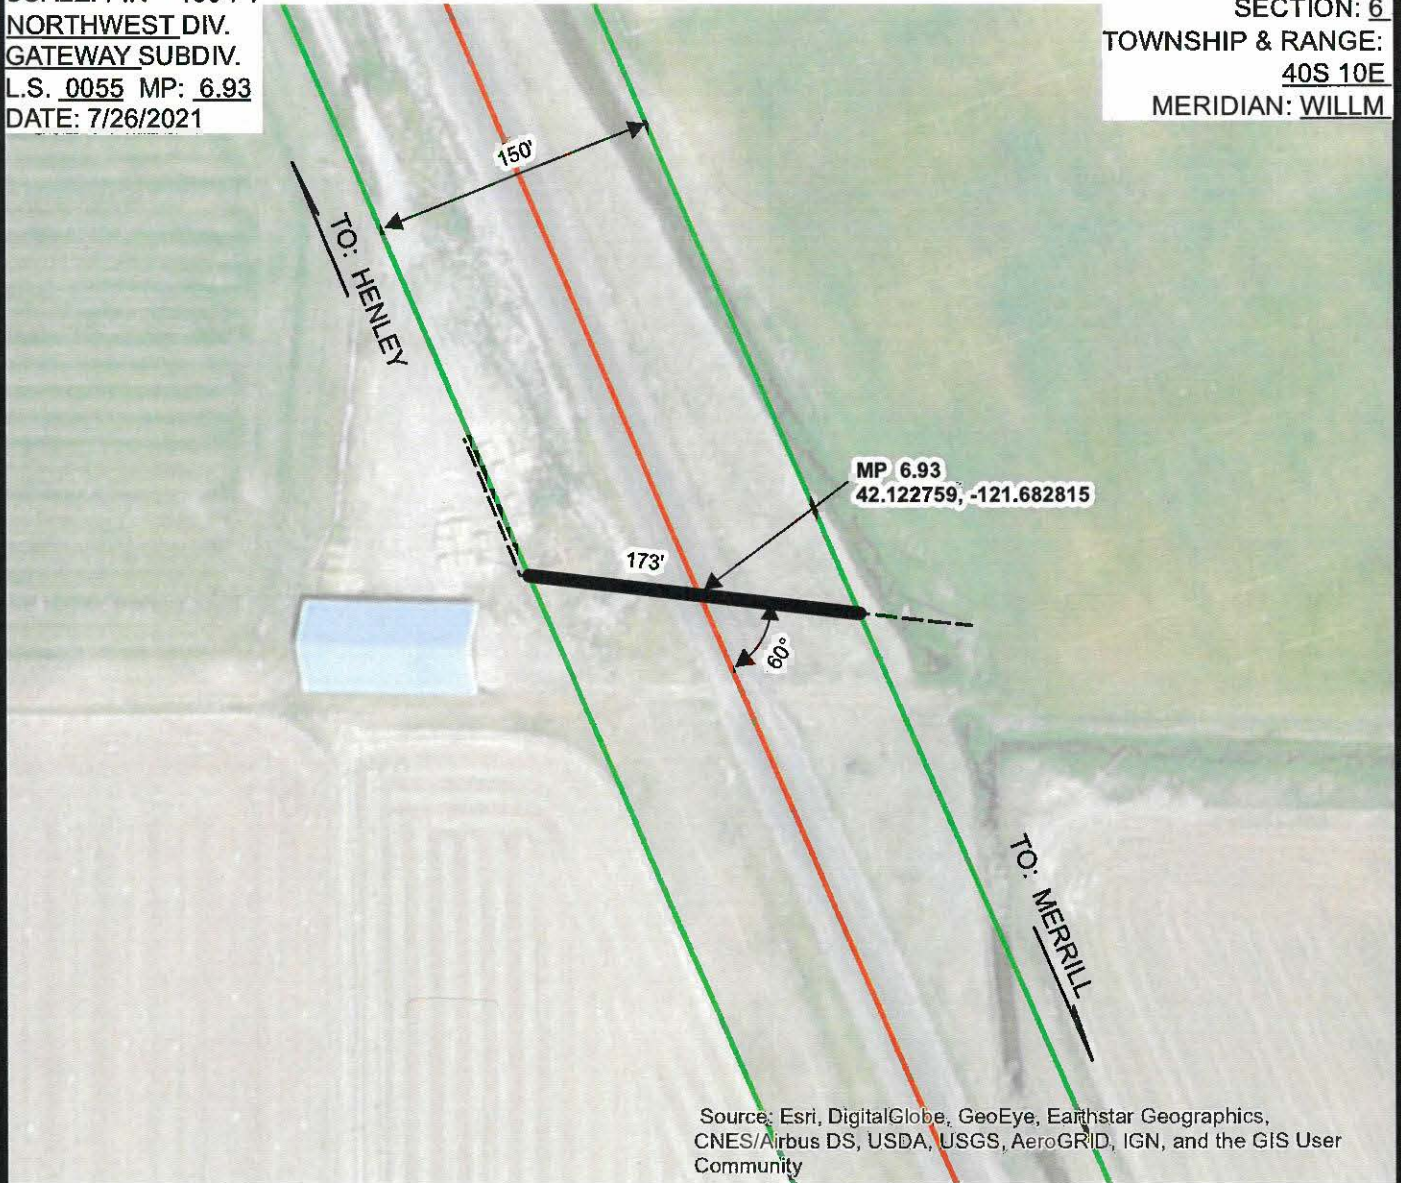 NORTHWEST DIV.
GATEWAY SUBDIV.
L.S. 0055 MP: 6.93
DATE: 7/26/2021
SECTION: 6
TOWNSHIP & RANGE:
40S 10E
MERIDIAN: WILLM
150'
TO: HENLEY
MP 6.93
42.122759, -121.682815
173'
60°
TO: MERRILL
Source: Esri, DigitalGlobe, GeoEye, Earthstar Geographics,
CNES/Airbus DS, USDA, USGS, AeroGRID, IGN, and the GIS User
Community